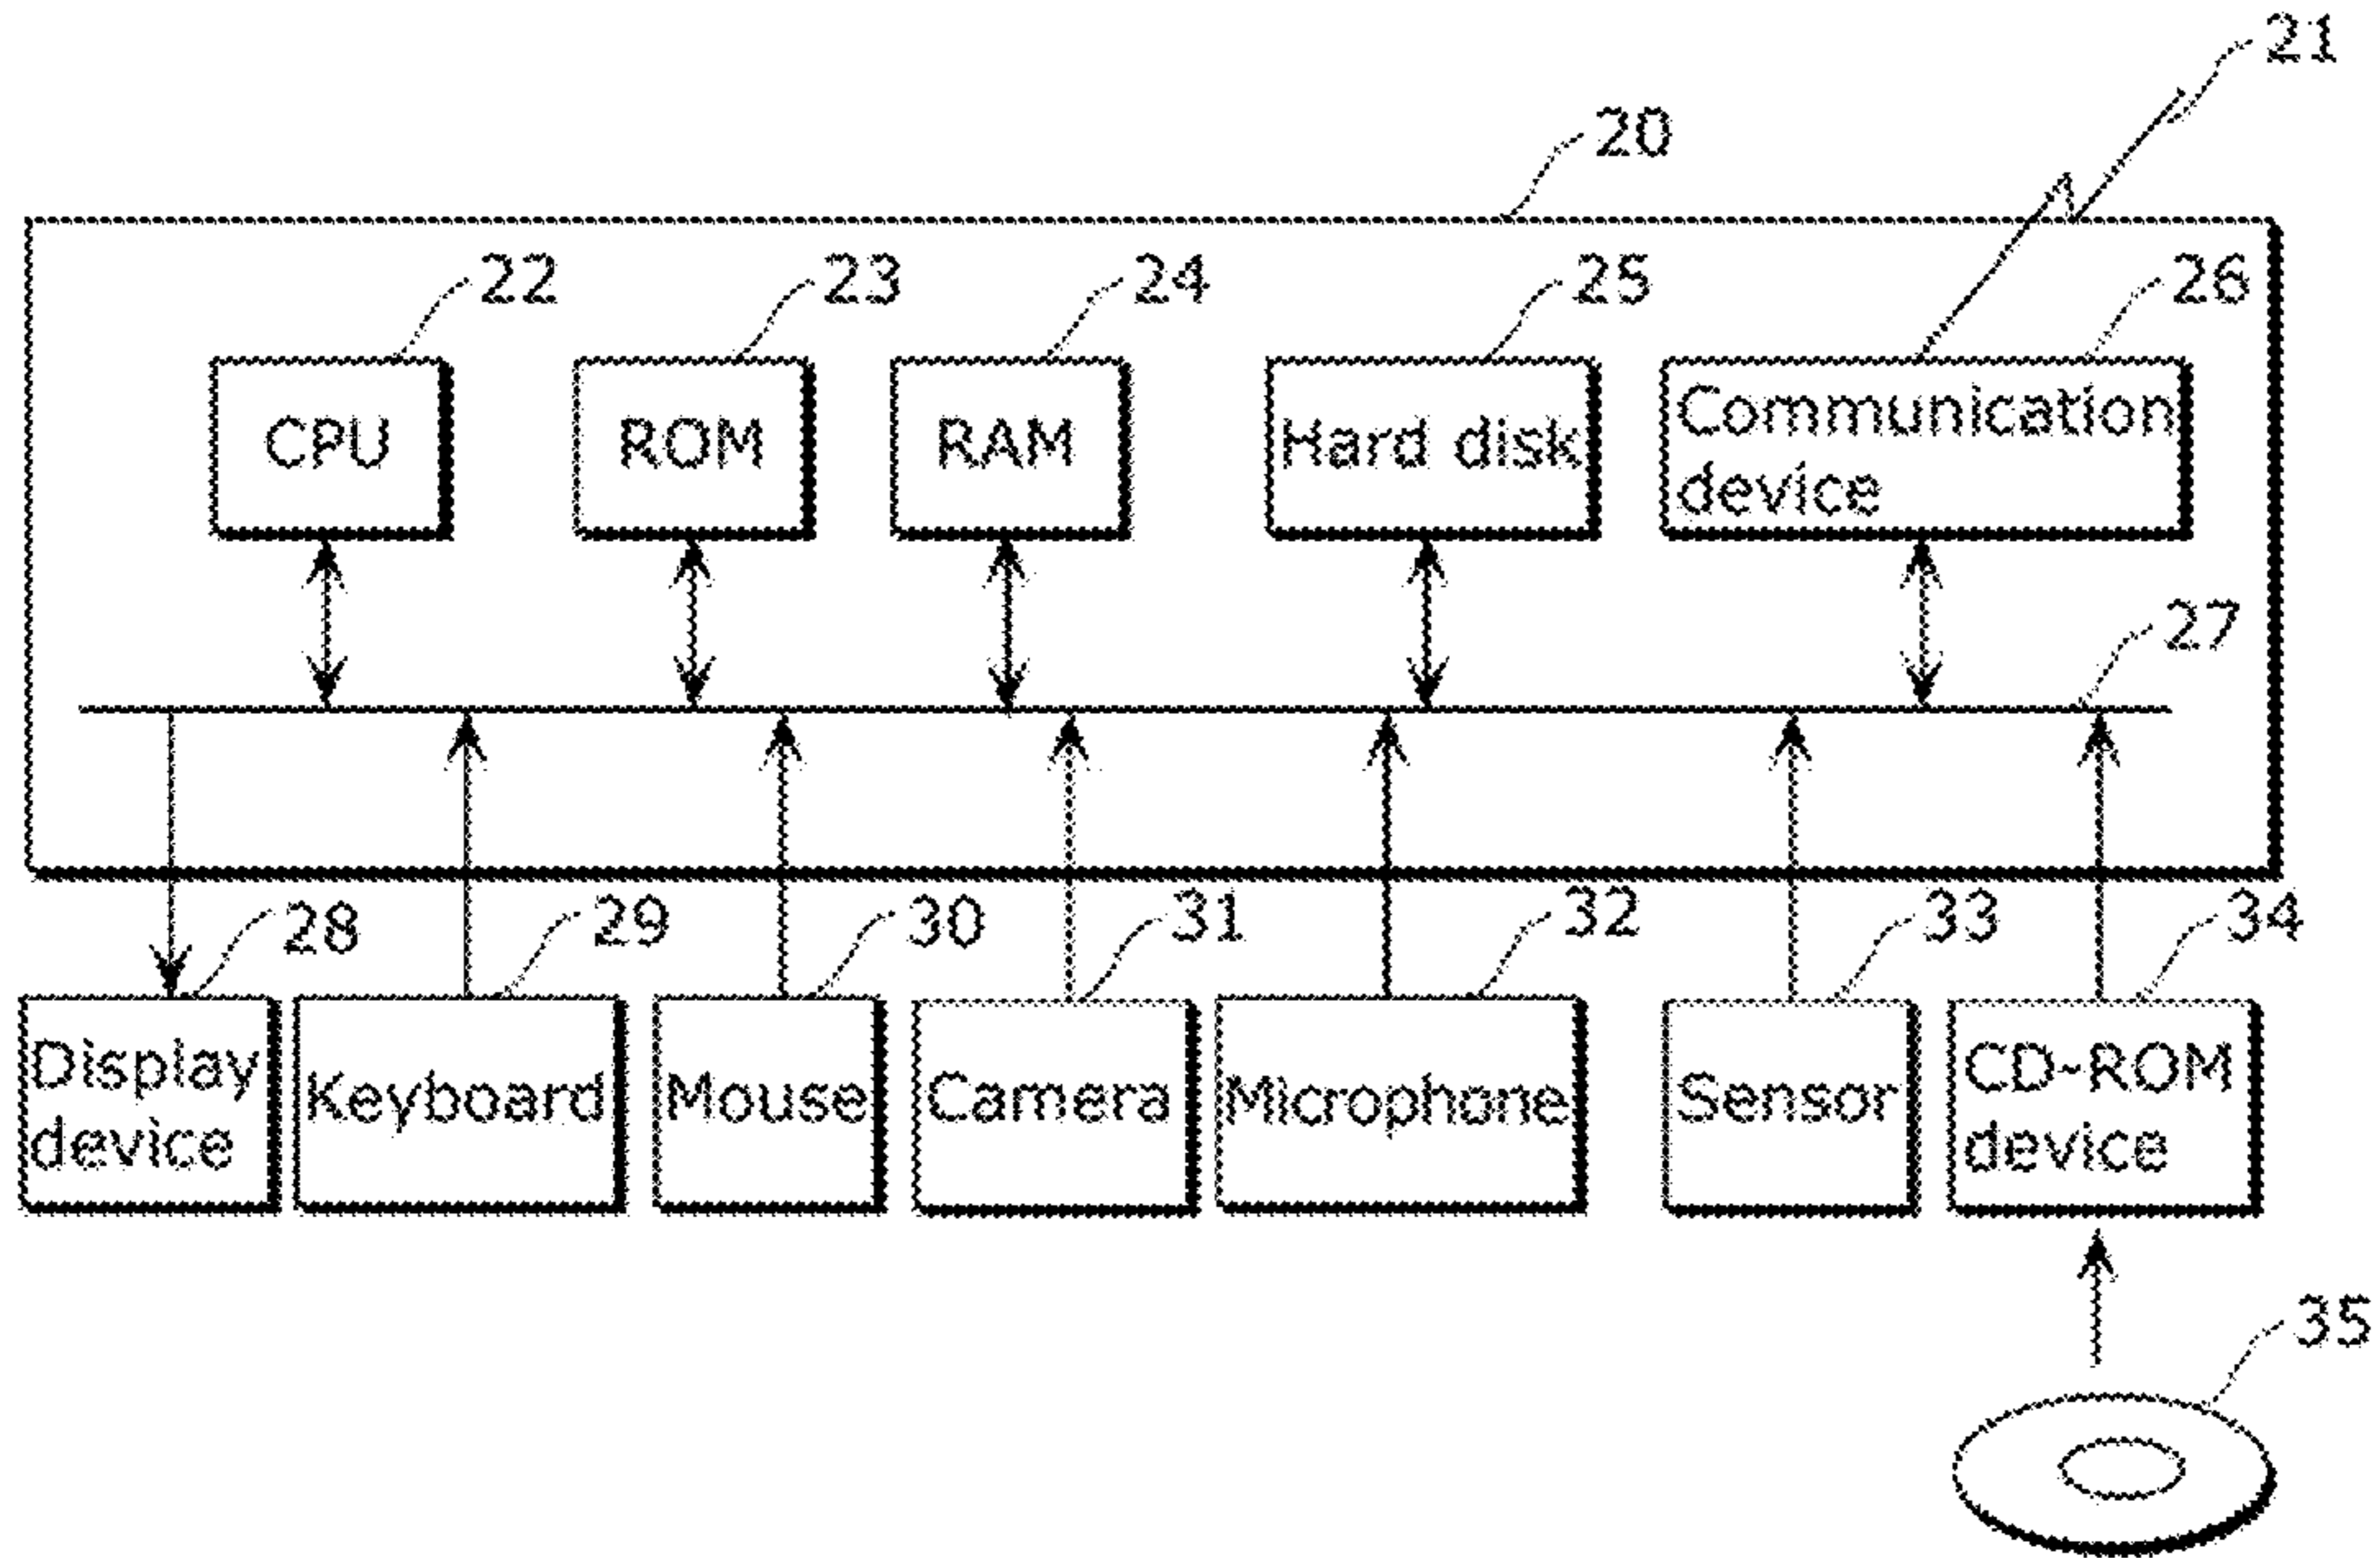 21
20
22
23
24
25
26
CPU
ROM
RAM
Hard disk
Communication
device
27
28
29
30
31
32
33
34
Display
device
Keyboard
Mouse
Camera
Microphone
Sensor
CD-ROM
device
35